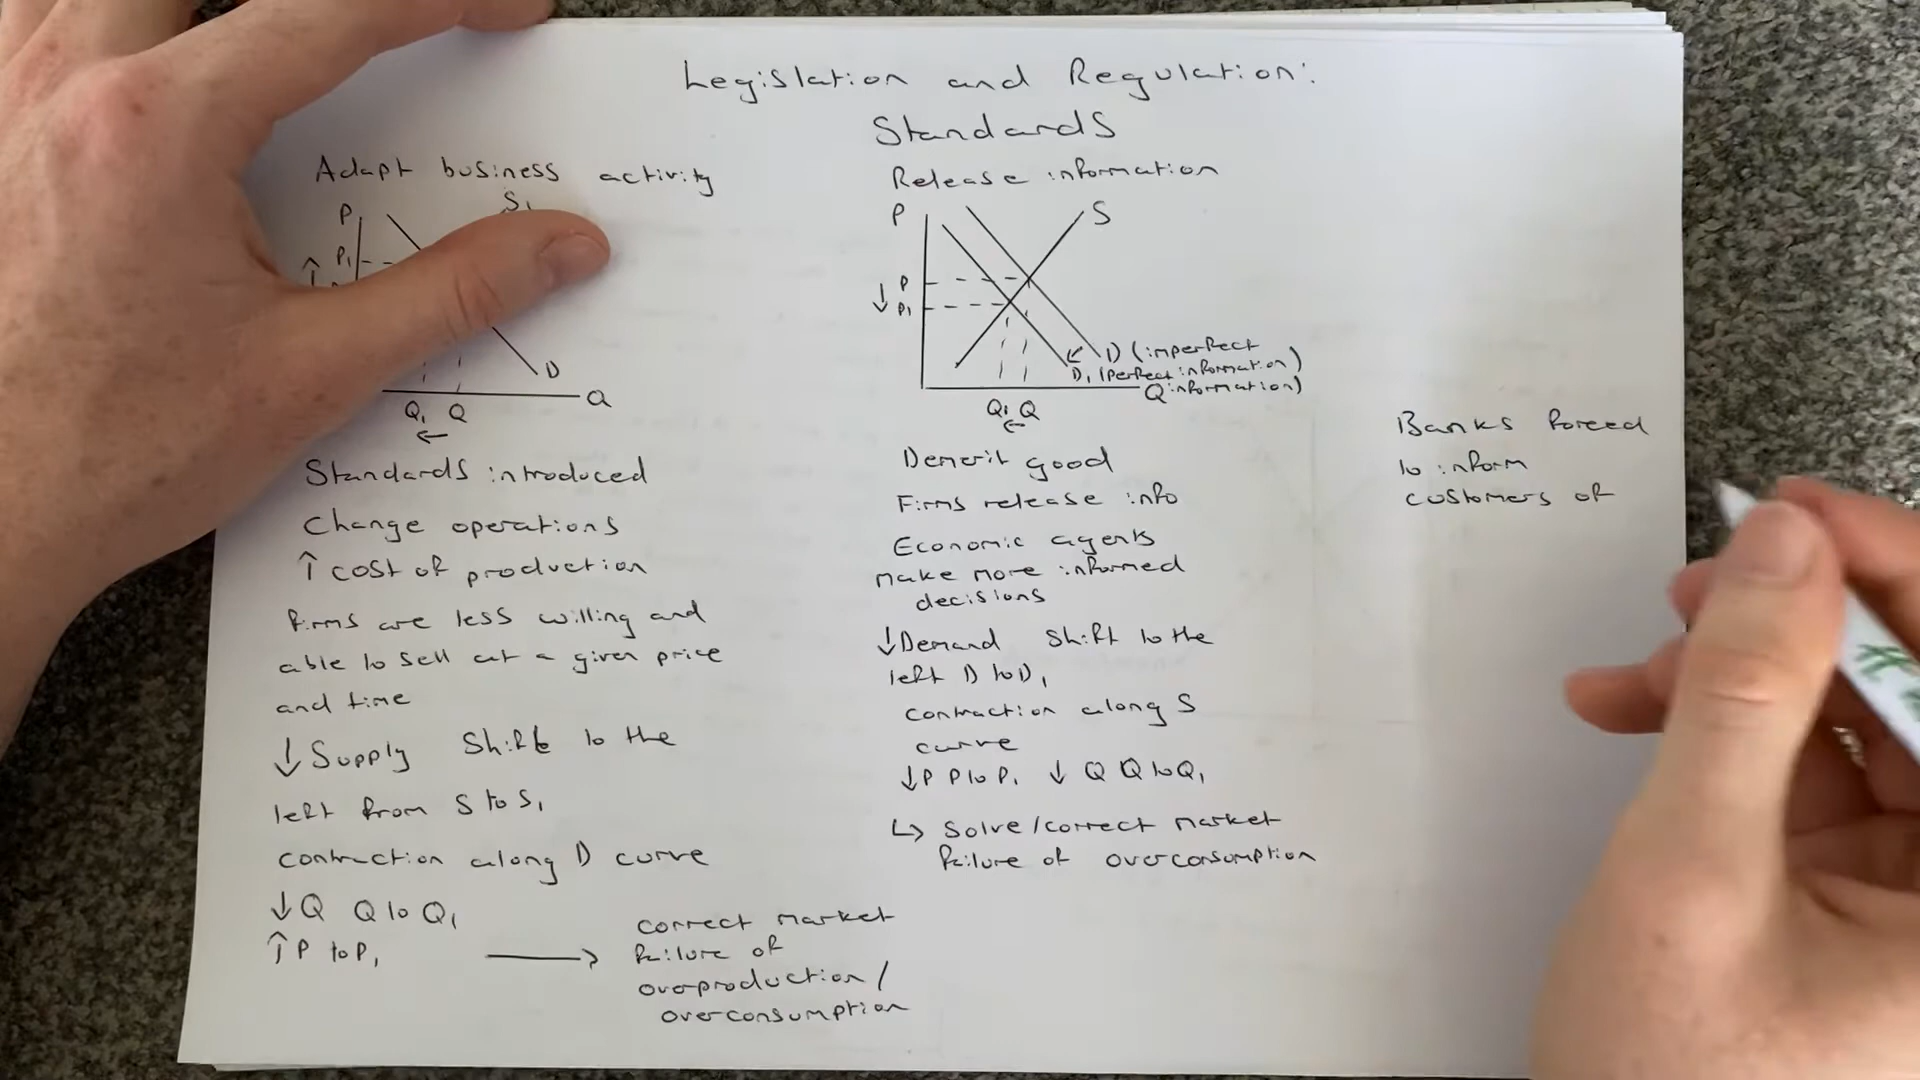 Legislation and Regulation:
Standards
Adapt business activity
S1
P
P1
↑
D
Q
Q1 Q
←
Standards introduced
Change operations
↑ cost of production
firms are less willing and
able to sell at a given price
and time
↓ Supply shift to the
left from S to S1
contraction along D curve
↓ Q Q to Q1
↑ P to P1
correct market
failure of
overproduction/
overconsumption
Release information
P
S
P
↓ P1
D (imperfect
information)
D1 (perfect information)
Q
Q1 Q
←
Demerit good
Firms release info
Economic agents
make more informed
decisions
↓ Demand shift to the
left D to D1
contraction along S
curve
↓ P P to P1 ↓ Q Q to Q1
↳ solve/correct market
failure of overconsumption
Banks forced
to inform
customers of